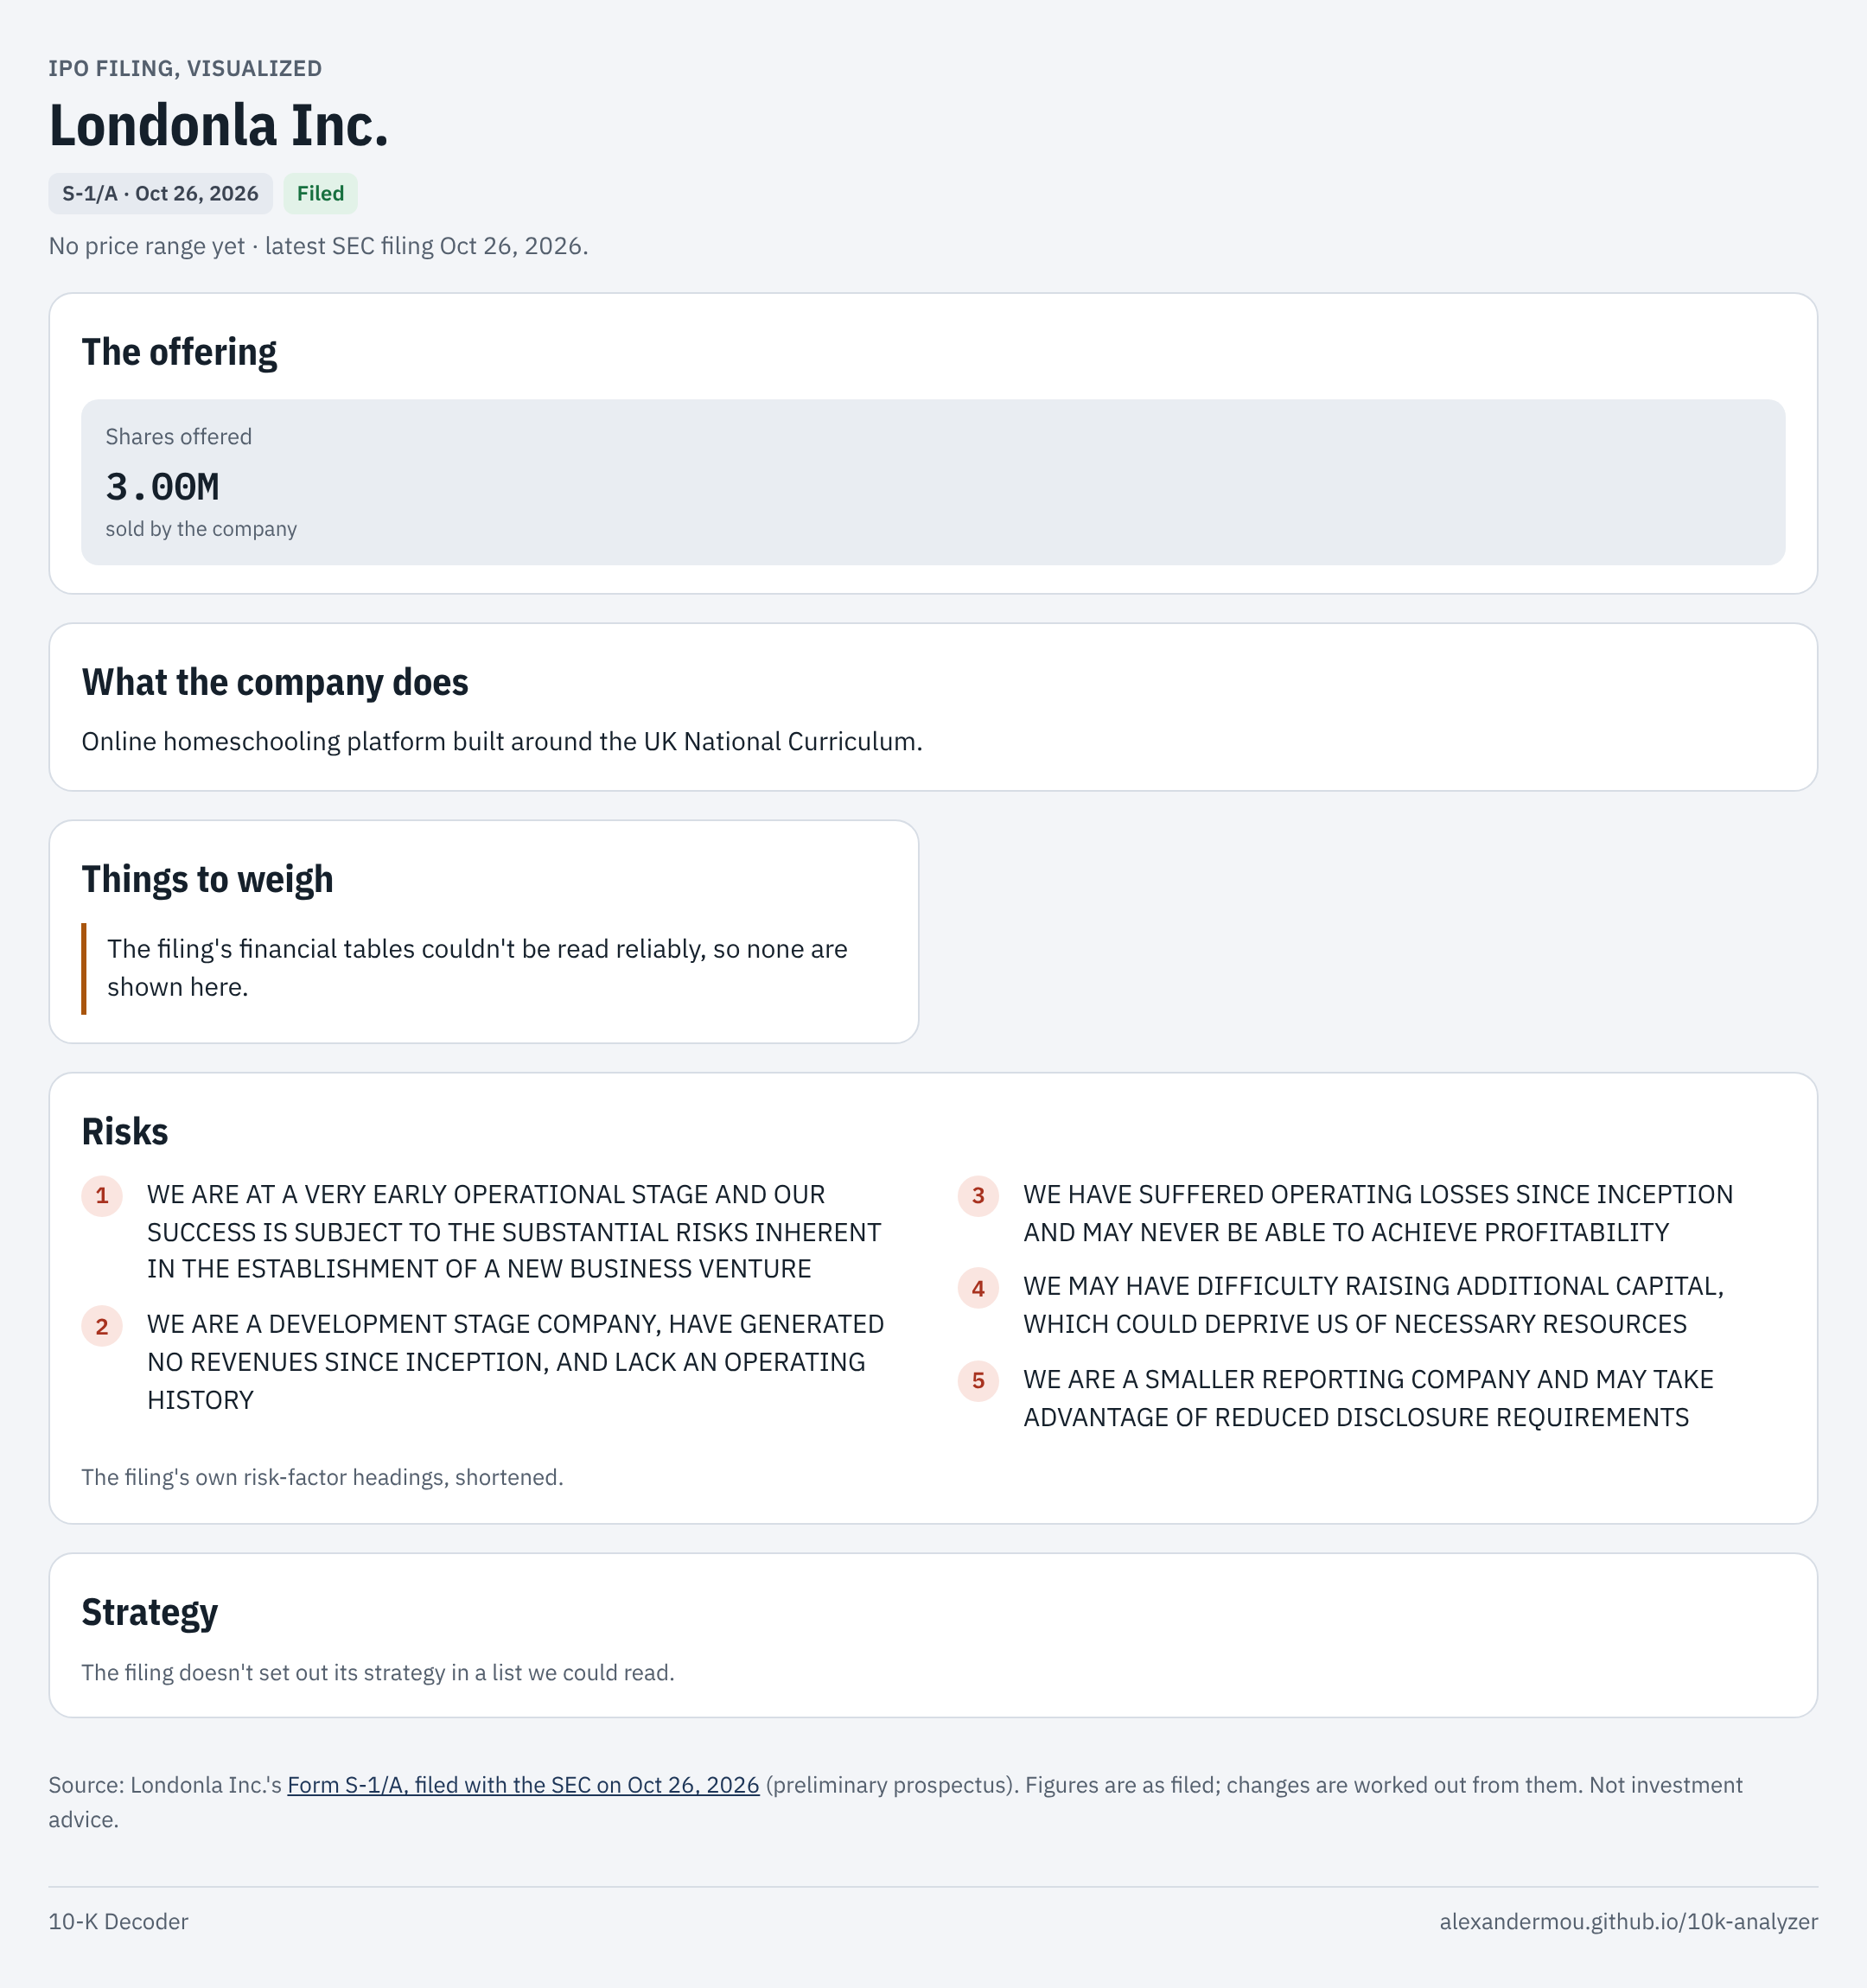 IPO FILING, VISUALIZED
Londonla Inc.
S-1/A · Oct 26, 2026 Filed
No price range yet · latest SEC filing Oct 26, 2026.
The offering
Shares offered
3.00M
sold by the company
What the company does
Online homeschooling platform built around the UK National Curriculum.
Things to weigh
The filing's financial tables couldn't be read reliably, so none are
shown here.
Risks
1 WE ARE AT A VERY EARLY OPERATIONAL STAGE AND OUR
SUCCESS IS SUBJECT TO THE SUBSTANTIAL RISKS INHERENT
IN THE ESTABLISHMENT OF A NEW BUSINESS VENTURE
2 WE ARE A DEVELOPMENT STAGE COMPANY, HAVE GENERATED
NO REVENUES SINCE INCEPTION, AND LACK AN OPERATING
HISTORY
3 WE HAVE SUFFERED OPERATING LOSSES SINCE INCEPTION
AND MAY NEVER BE ABLE TO ACHIEVE PROFITABILITY
4 WE MAY HAVE DIFFICULTY RAISING ADDITIONAL CAPITAL,
WHICH COULD DEPRIVE US OF NECESSARY RESOURCES
5 WE ARE A SMALLER REPORTING COMPANY AND MAY TAKE
ADVANTAGE OF REDUCED DISCLOSURE REQUIREMENTS
The filing's own risk-factor headings, shortened.
Strategy
The filing doesn't set out its strategy in a list we could read.
Source: Londonla Inc.'s Form S-1/A, filed with the SEC on Oct 26, 2026 (preliminary prospectus). Figures are as filed; changes are worked out from them. Not investment
advice.
10-K Decoder
alexandermou.github.io/10k-analyzer